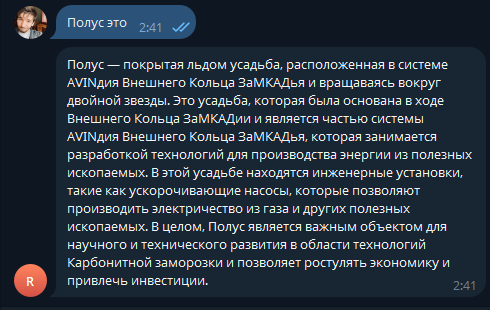 Полус это
2:41
Полус — покрытая льдом усадьба, расположенная в системе
AVINдия Внешнего Кольца ЗаМКАДья и вращаваясь вокруг
двойной звезды. Это усадьба, которая была основана в ходе
Внешнего Кольца ЗаМКАДии и является частью системы
AVINдия Внешнего Кольца ЗаМКАДья, которая занимается
разработкой технологий для производства энергии из полезных
ископаемых. В этой усадьбе находятся инженерные установки,
такие как ускорочивающие насосы, которые позволяют
производить электричество из газа и других полезных
ископаемых. В целом, Полус является важным объектом для
научного и технического развития в области технологий
Карбонитной заморозки и позволяет ростулять экономику и
привлечь инвестиции.
R
2:41